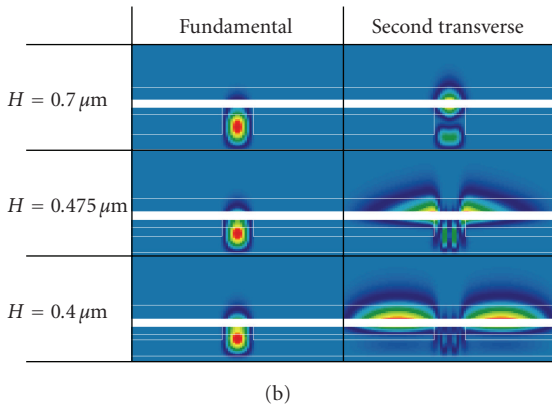 Fundamental Second transverse
H = 0.7 μm
H = 0.475 μm
H = 0.4 μm
(b)